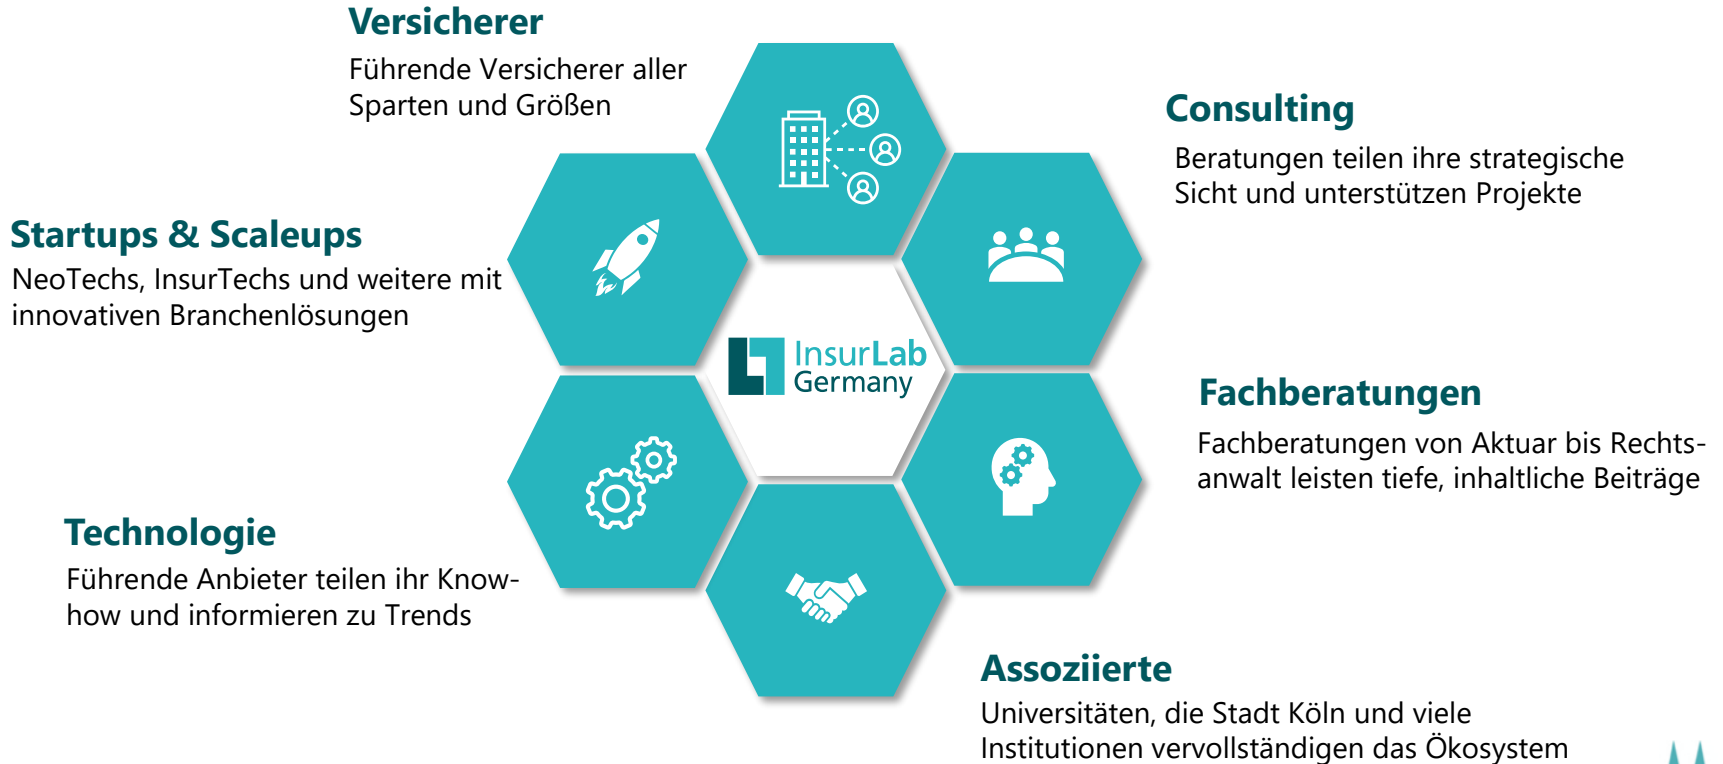 Versicherer
Führende Versicherer aller
Sparten und Größen
Consulting
Beratungen teilen ihre strategische
Sicht und unterstützen Projekte
Startups & Scaleups
NeoTechs, InsurTechs und weitere mit
innovativen Branchenlösungen
InsurLab
Germany
Fachberatungen
Fachberatungen von Aktuar bis Rechts-
anwalt leisten tiefe, inhaltliche Beiträge
Technologie
Führende Anbieter teilen ihr Know-
how und informieren zu Trends
Assoziierte
Universitäten, die Stadt Köln und viele
Institutionen vervollständigen das Ökosystem